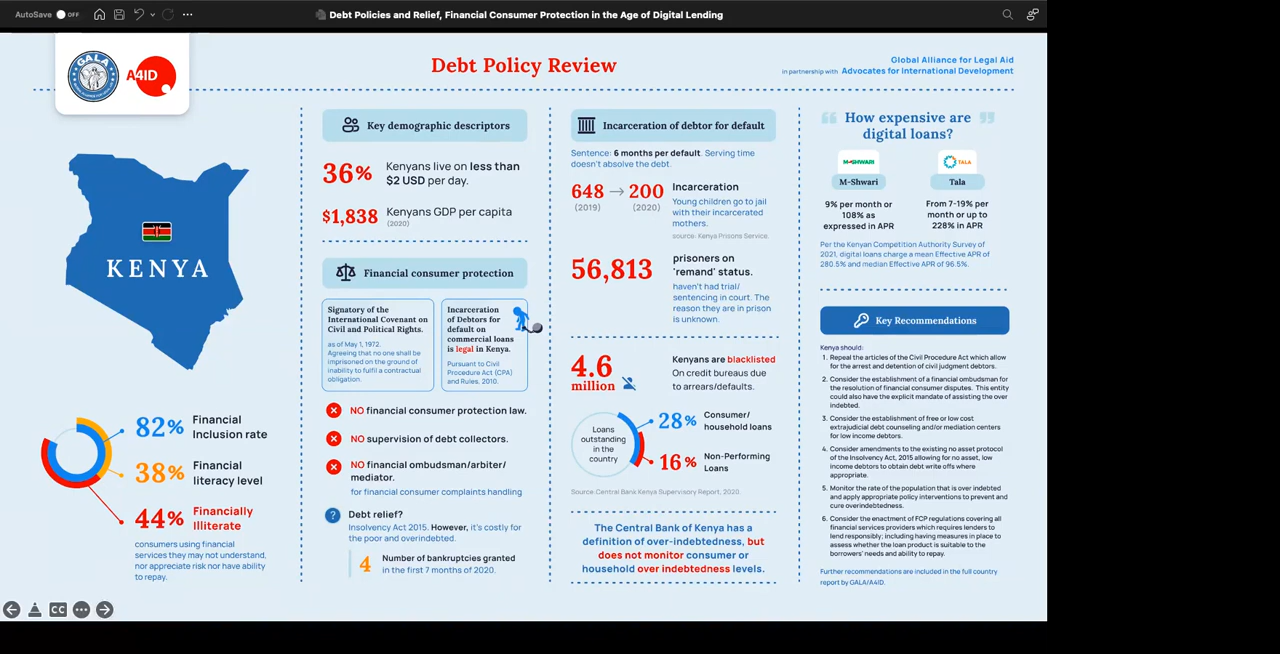 AutoSave OFF
Debt Policies and Relief, Financial Consumer Protection in the Age of Digital Lending
GALA
A4ID
Debt Policy Review
Global Alliance for Legal Aid
in partnership with Advocates for International Development
KENYA
82% Financial
Inclusion rate
38% Financial
literacy level
44% Financially
Illiterate
consumers using financial
services they may not understand,
nor appreciate risk nor have ability
to repay.
Key demographic descriptors
36% Kenyans live on less than
$2 USD per day.
$1,838 Kenyans GDP per capita
(2020)
Financial consumer protection
Signatory of the
International Covenant on
Civil and Political Rights.
as of May 1, 1972.
Agreeing that no one shall be
imprisoned on the ground of
inability to fulfil a contractual
obligation.
Incarceration
of Debtors for
default on
commercial loans
is legal in Kenya.
Pursuant to Civil
Procedure Act (CPA)
and Rules, 2010.
NO financial consumer protection law.
NO supervision of debt collectors.
NO financial ombudsman/arbiter/
mediator.
for financial consumer complaints handling
? Debt relief?
Insolvency Act 2015. However, it's costly for
the poor and overindebted.
4 Number of bankruptcies granted
in the first 7 months of 2020.
Incarceration of debtor for default
Sentence: 6 months per default. Serving time
doesn't absolve the debt.
648 → 200 Incarceration
(2019) (2020)
Young children go to jail
with their incarcerated
mothers.
source: Kenya Prisons Service.
56,813 prisoners on
'remand' status.
haven't had trial/
sentencing in court. The
reason they are in prison
is unknown.
4.6
million
Kenyans are blacklisted
On credit bureaus due
to arrears/defaults.
Loans
outstanding
in the
country
28% Consumer/
household loans
16% Non-Performing
Loans
Source:Central Bank Kenya Supervisory Report, 2020
The Central Bank of Kenya has a
definition of over-indebtedness, but
does not monitor consumer or
household over indebtedness levels.
How expensive are
digital loans?
M-SHWARI
M-Shwari
9% per month or
108% as
expressed in APR
TALA
Tala
From 7-19% per
month or up to
228% in APR
Per the Kenyan Competition Authority Survey of
2021, digital loans charge a mean Effective APR of
280.5% and median Effective APR of 96.5%.
Key Recommendations
Kenya should:
1. Repeal the articles of the Civil Procedure Act which allow
for the arrest and detention of civil judgment debtors.
2. Consider the establishment of a financial ombudsman for
the resolution of financial consumer disputes. This entity
could also have the explicit mandate of assisting the over
indebted.
3. Consider the establishment of free or low cost
extrajudicial debt counseling and/or mediation centers
for low income debtors.
4. Consider amendments to the existing no asset protocol
of the Insolvency Act, 2015 allowing for no asset, low
income debtors to obtain debt write offs where
appropriate.
5. Monitor the rate of the population that is over indebted
and apply appropriate policy interventions to prevent and
cure overindebtedness.
6. Consider the enactment of FCP regulations covering all
financial services providers which requires lenders to
lend responsibly; including having measures in place to
assess whether the loan product is suitable to the
borrowers' needs and ability to repay.
Further recommendations are included in the full country
report by GALA/A4ID.
CC